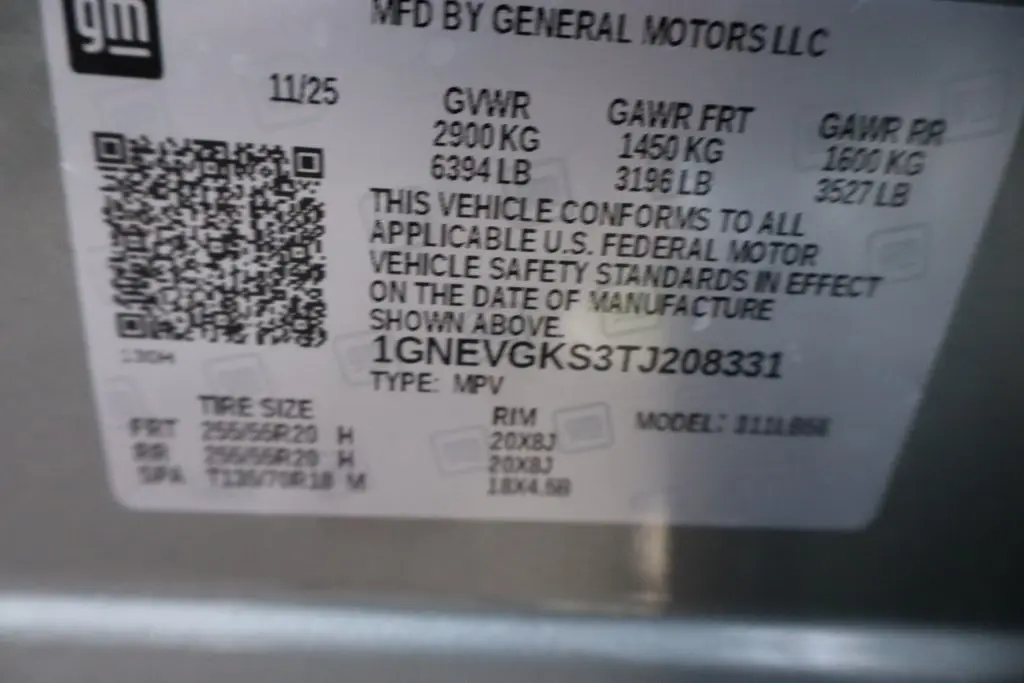 gm
MFD BY GENERAL MOTORS LLC
11/25
GVWR
2900 KG
6394 LB
GAWR FRT
1450 KG
3196 LB
GAWR RR
1600 KG
3527 LB
THIS VEHICLE CONFORMS TO ALL
APPLICABLE U.S. FEDERAL MOTOR
VEHICLE SAFETY STANDARDS IN EFFECT
ON THE DATE OF MANUFACTURE
SHOWN ABOVE.
1GNEVGKS3TJ208331
TYPE: MPV
TIRE SIZE
RIM
MODEL:
FRT 255/55R20 H 20X8J
RR 255/55R20 H 20X8J
SPA T135/70R18 M 18X4.5B